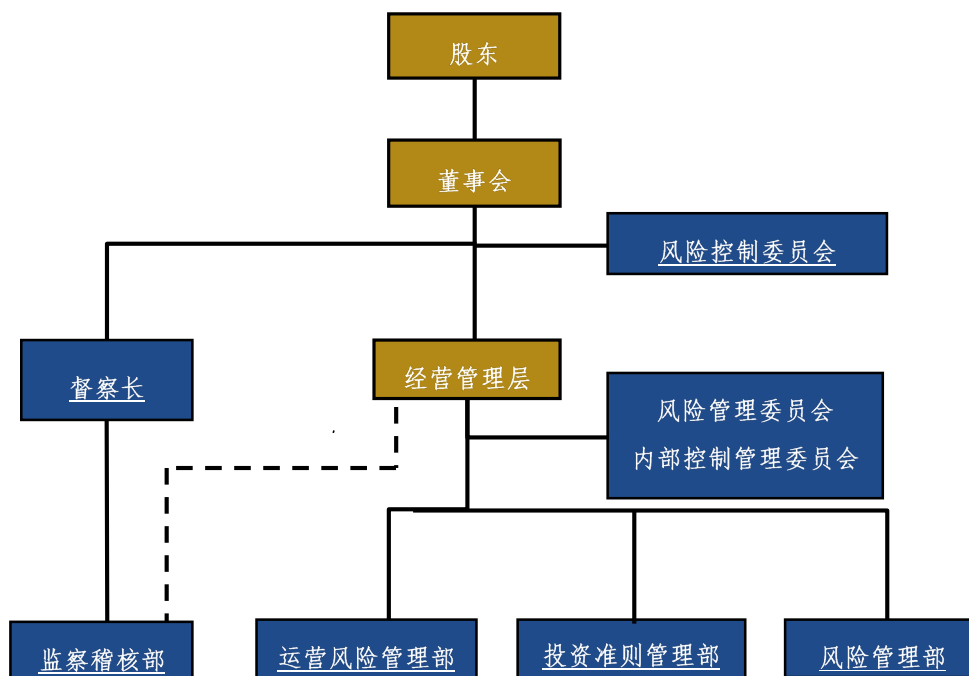 股东
董事会
风险控制委员会
督察长
经营管理层
风险管理委员会
内部控制管理委员会
监察稽核部
运营风险管理部
投资准则管理部
风险管理部